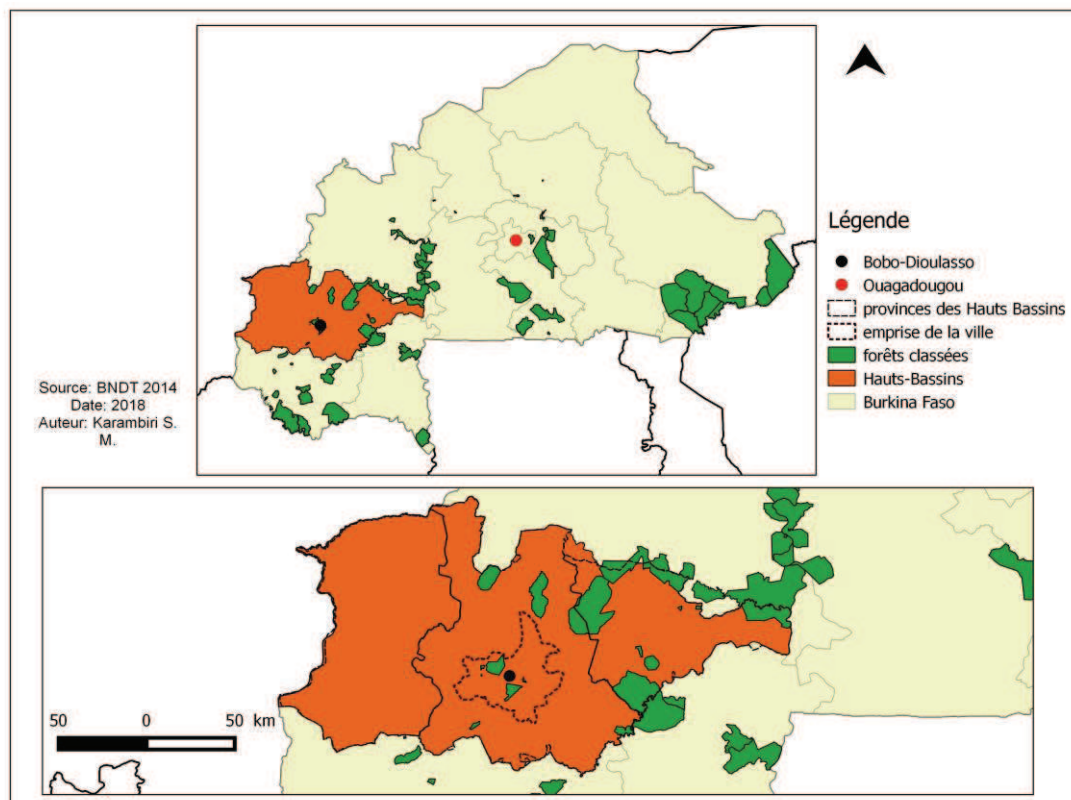 Légende
Bobo-Dioulasso
Ouagadougou
provinces des Hauts Bassins
emprise de la ville
forêts classées
Hauts-Bassins
Burkina Faso
Source: BNDT 2014
Date: 2018
Auteur: Karambiri S.
M.
50 0 50 km